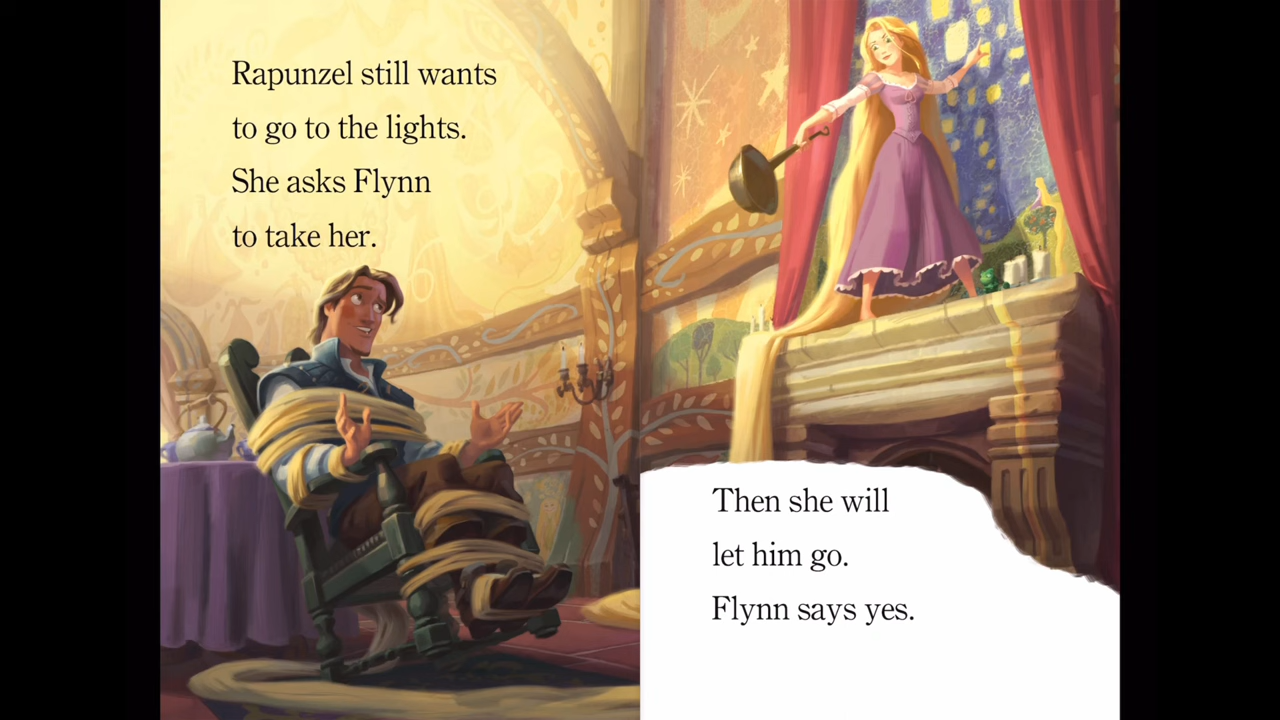 Rapunzel still wants
to go to the lights.
She asks Flynn
to take her.
Then she will
let him go.
Flynn says yes.